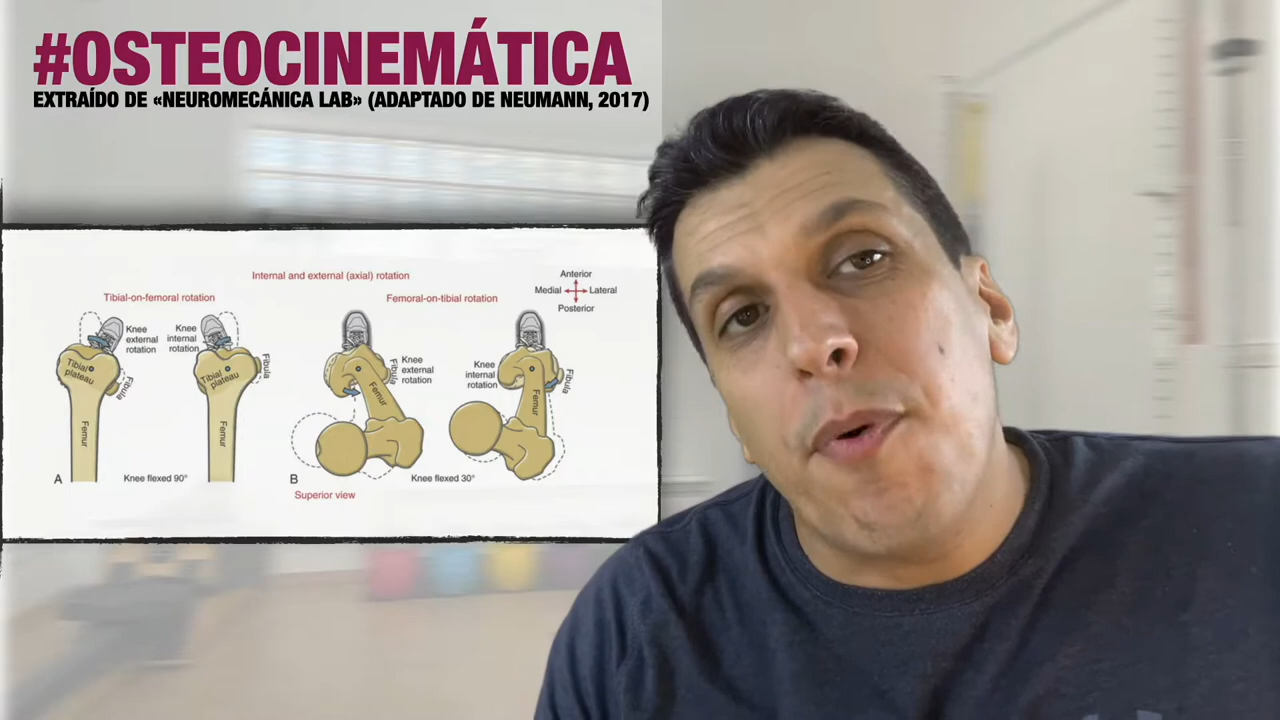 #OSTEOCINEMÁTICA
EXTRAÍDO DE «NEUROMECÁNICA LAB» (ADAPTADO DE NEUMANN, 2017)
Internal and external (axial) rotation
Tibial-on-femoral rotation
Femoral-on-tibial rotation
Anterior
Medial
Lateral
Posterior
Knee
external
rotation
Tibial
plateau
Fibula
Femur
Knee
internal
rotation
Tibial
plateau
Fibula
Femur
A
Knee flexed 90°
Knee
external
rotation
Fibula
Femur
Knee
internal
rotation
Fibula
Femur
B
Knee flexed 30°
Superior view